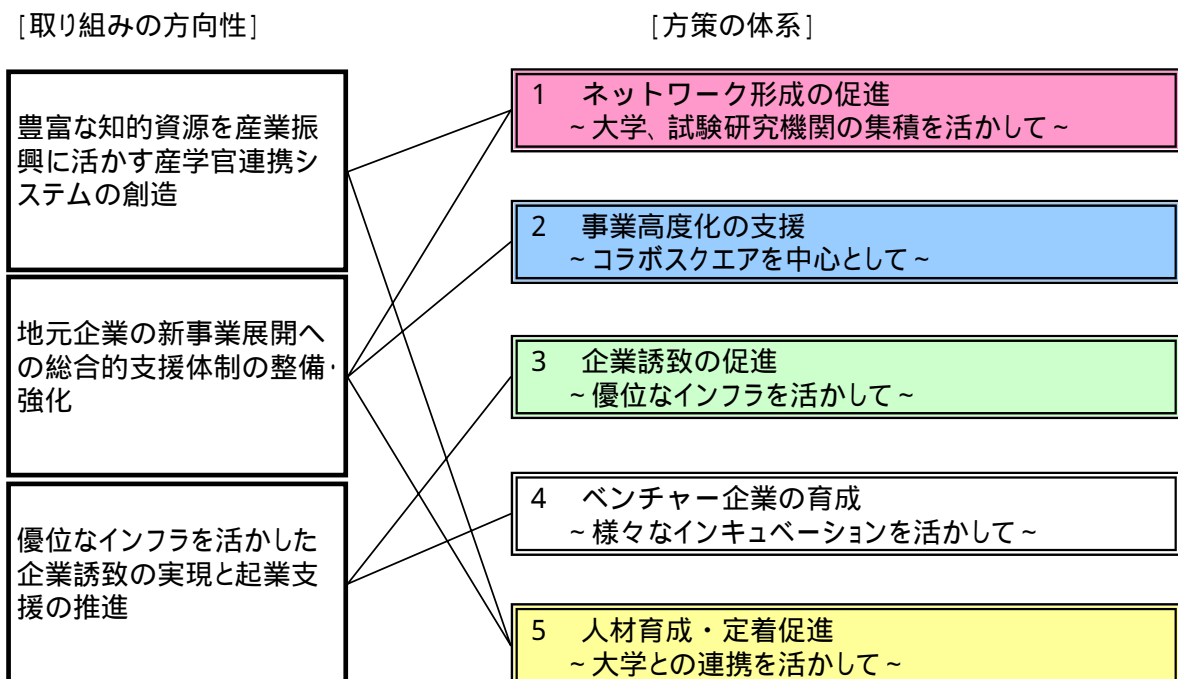 [取り組みの方向性]
[方策の体系]
豊富な知的資源を産業振
興に活かす産学官連携シ
ステムの創造
地元企業の新事業展開へ
の総合的支援体制の整備・
強化
優位なインフラを活かした
企業誘致の実現と起業支
援の推進
1 ネットワーク形成の促進
~大学、試験研究機関の集積を活かして~
2 事業高度化の支援
~コラボスクエアを中心として~
3 企業誘致の促進
~優位なインフラを活かして~
4 ベンチャー企業の育成
~様々なインキュベーションを活かして~
5 人材育成・定着促進
~大学との連携を活かして~